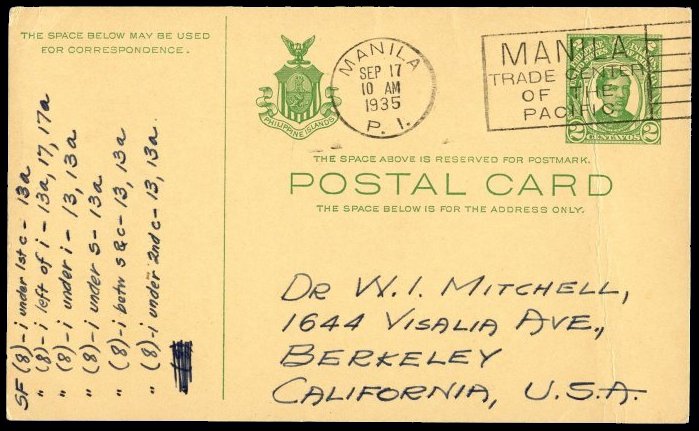 THE SPACE BELOW MAY BE USED
FOR CORRESPONDENCE.
PHILIPPINE ISLANDS
MANILA
SEP 17
10 AM
1935
P. I.
MANILA
TRADE CENTER
OF THE
PACIFIC
2 CENTAVOS 2
THE SPACE ABOVE IS RESERVED FOR POSTMARK.
POSTAL CARD
THE SPACE BELOW IS FOR THE ADDRESS ONLY.
DR W. I. MITCHELL,
1644 VISALIA AVE.,
BERKELEY
CALIFORNIA, U.S.A.
SF (8)-i under 1st c - 13a
" (8)-i left of i - 13a, 17, 17a
" (8)-i under i - 13, 13a
" (8)-i under s - 13a
" (8)-i betw s & c - 13, 13a
" (8)-i under 2nd c - 13, 13a.